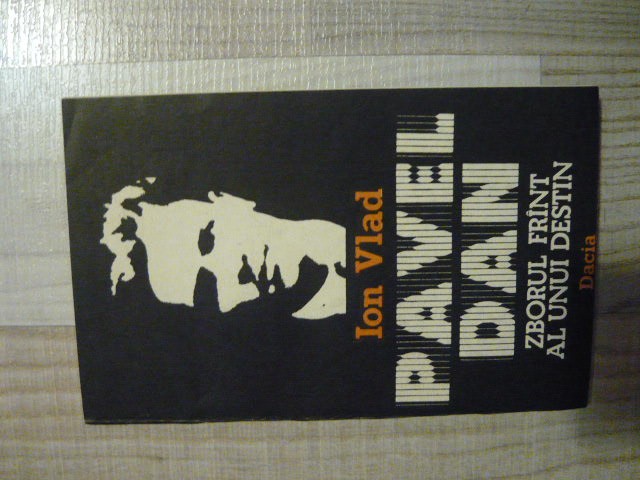 Ion Vlad
PAVEL
DAN
ZBORUL FRÎNT
AL UNUI DESTIN
Dacia